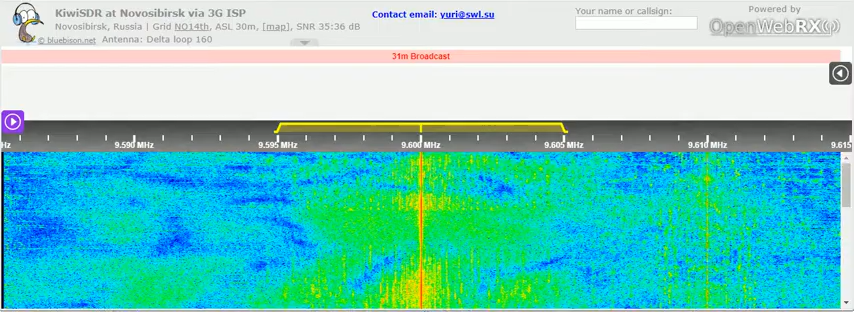 KiwiSDR at Novosibirsk via 3G ISP
Novosibirsk, Russia | Grid NO14th, ASL 30m, [map], SNR 35:36 dB
© bluebison.net Antenna: Delta loop 160
Contact email: yuri@swl.su
Your name or callsign:
Powered by
OpenWebRX
31m Broadcast
Hz 9.590 MHz 9.595 MHz 9.600 MHz 9.605 MHz 9.610 MHz 9.615